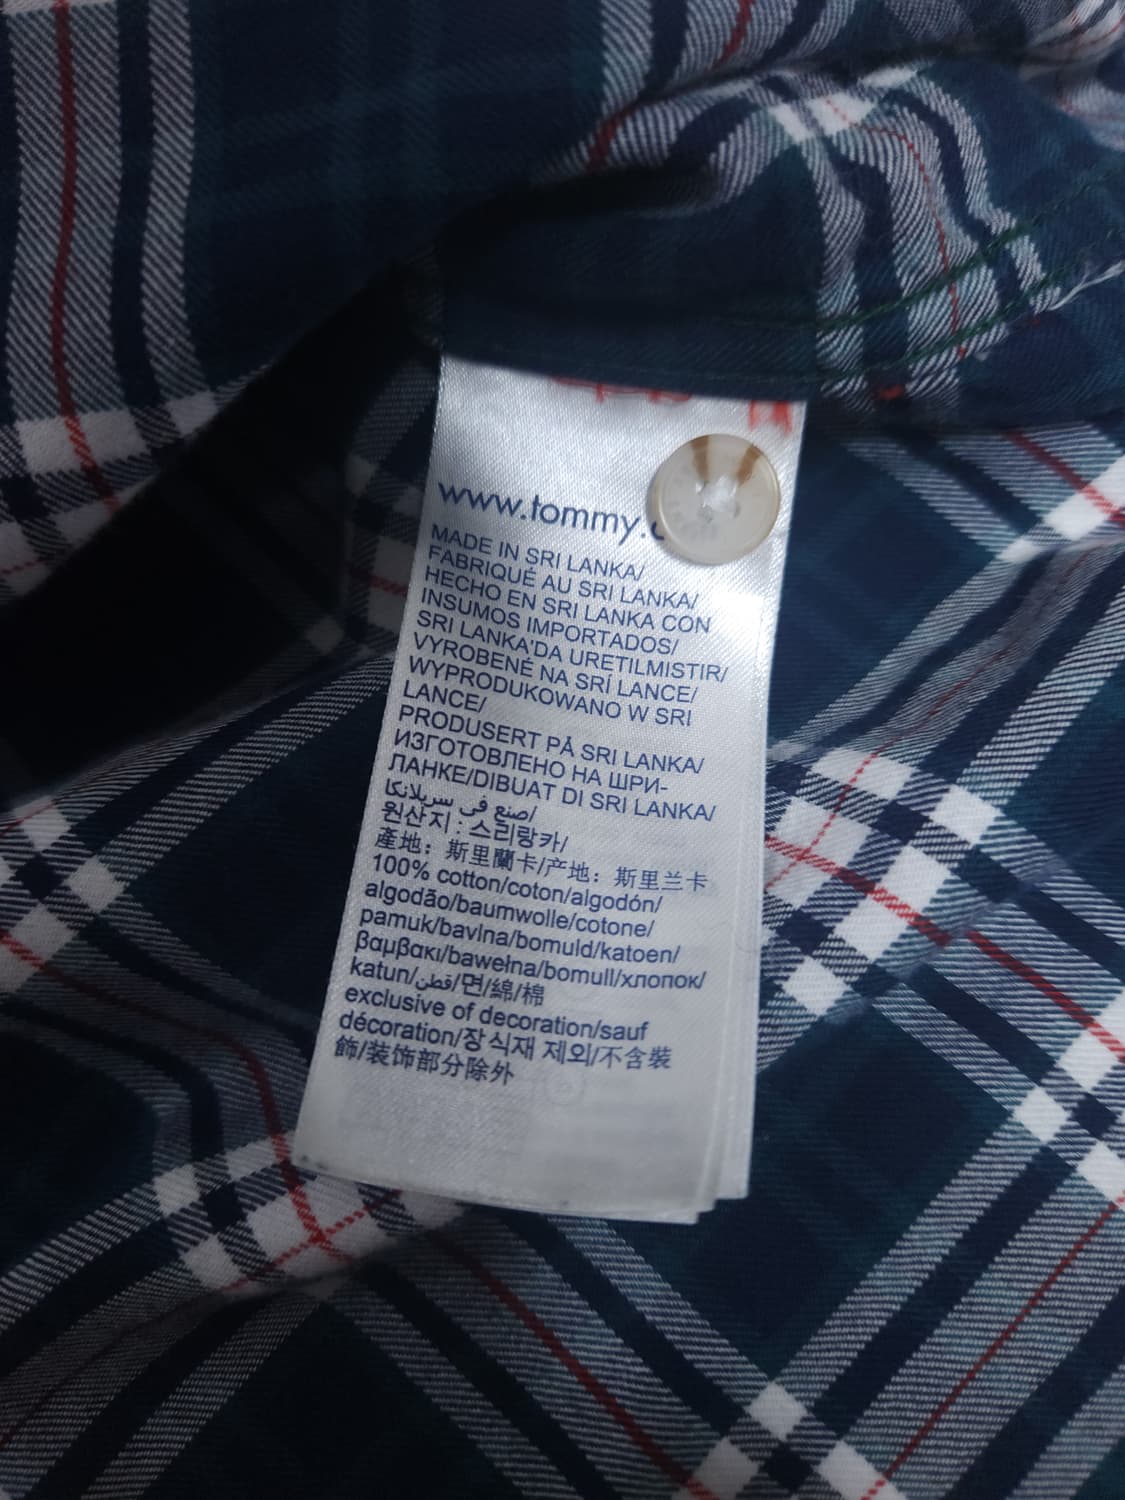 www.tommy.
MADE IN SRI LANKA/
FABRIQUÉ AU SRI LANKA/
HECHO EN SRI LANKA CON
INSUMOS IMPORTADOS/
SRI LANKA'DA URETILMISTIR/
VYROBENÉ NA SRÍ LANCE/
WYPRODUKOWANO W SRI
LANCE/
PRODUSERT PÅ SRI LANKA/
ИЗГОТОВЛЕНО НА ШРИ-
ЛАНКЕ/DIBUAT DI SRI LANKA/
صنع في سريلانكا/
원산지 : 스리랑카/
產地：斯里蘭卡/产地：斯里兰卡
100% cotton/coton/algodón/
algodão/baumwolle/cotone/
pamuk/bavlna/bomuld/katoen/
βαμβακι/bawełna/bomull/хлопок/
katun/قطن/면/綿/棉
exclusive of decoration/sauf
décoration/장식재 제외/不含裝
飾/装饰部分除外